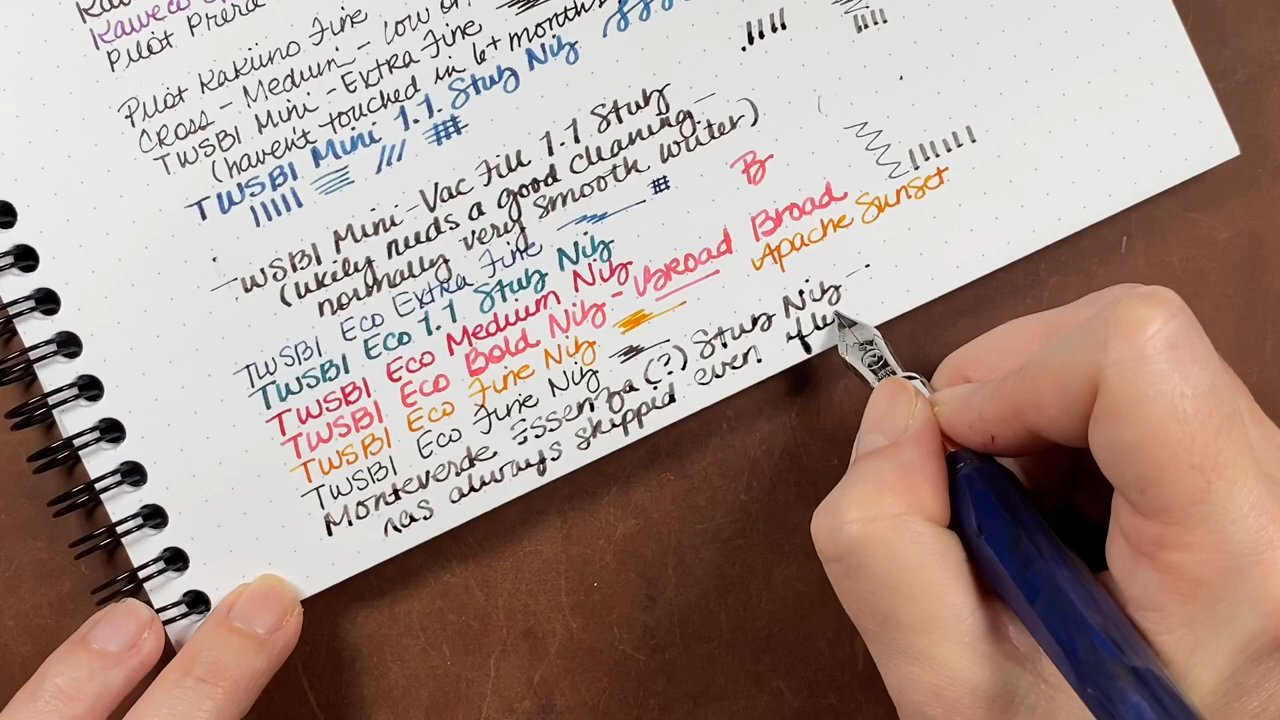 Kaweco
Pilot Prera
Pilot Kakuno Fine
CROSS - Medium - low on
TWSBI Mini - Extra Fine
(haven't touched in 6+ months
TWSBI Mini 1.1 Stub Nib
TWSBI Mini - Vac Fill 1.1 Stub
(likely needs a good cleaning -
normally very smooth writer)
TWSBI Eco Extra Fine
TWSBI Eco 1.1 Stub Nib
TWSBI Eco Medium Nib
B
TWSBI Eco Bold Nib - Broad Broad
TWSBI Eco Fine Nib Apache Sunset
TWSBI Eco Fine Nib
Monteverde Essenza (?) Stub Nib -
has always skipped even